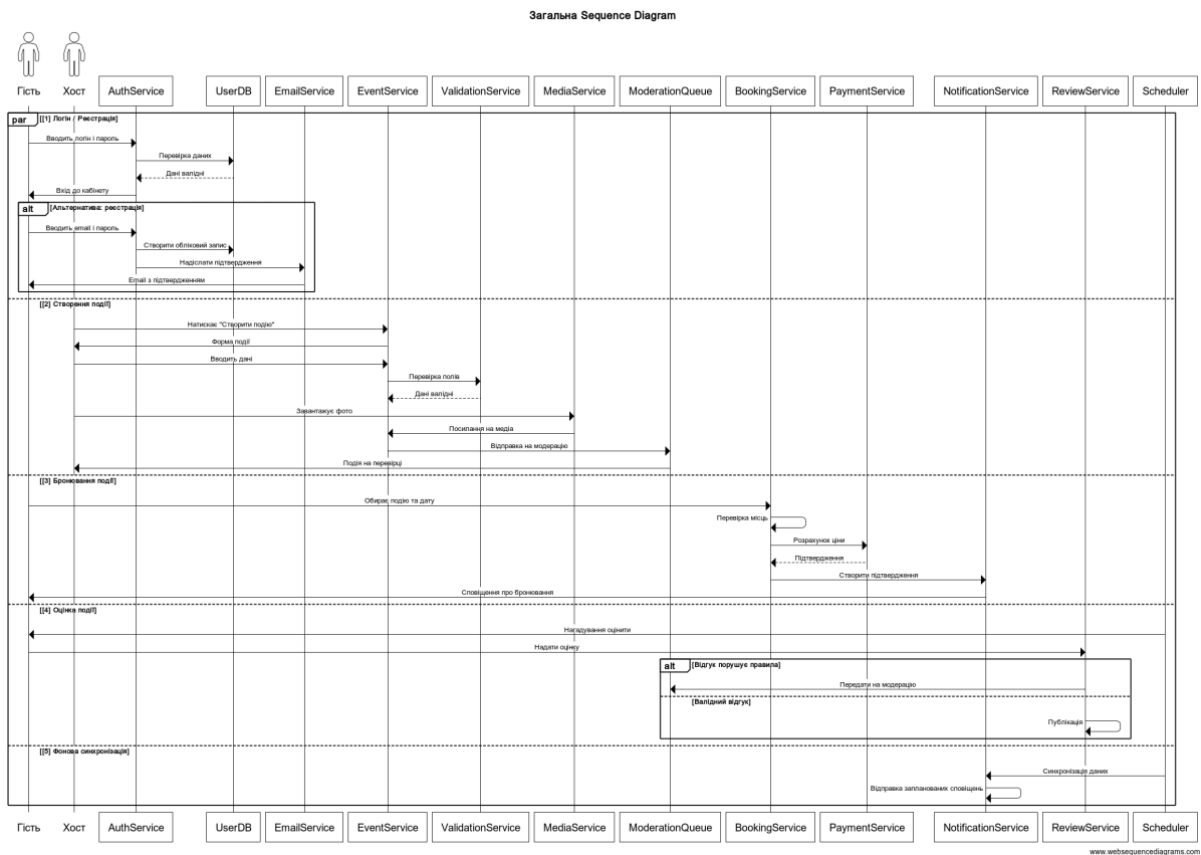 Загальна Sequence Diagram
Гість Хост AuthService UserDB EmailService EventService ValidationService MediaService ModerationQueue BookingService PaymentService NotificationService ReviewService Scheduler
par [[1] Логін / Реєстрація]
Вводить логін і пароль
Перевірка даних
Дані валідні
Вхід до кабінету
alt [Альтернатива: реєстрація]
Вводить email і пароль
Створити обліковий запис
Надіслати підтвердження
Email з підтвердженням
[[2] Створення події]
Натискає "Створити подію"
Форма події
Вводить дані
Перевірка полів
Дані валідні
Завантажує фото
Посилання на медіа
Відправка на модерацію
Подія на перевірці
[[3] Бронювання події]
Обирає подію та дату
Перевірка місць
Розрахунок ціни
Підтвердження
Створити підтвердження
Сповіщення про бронювання
[[4] Оцінка події]
Нагадування оцінити
Надати оцінку
alt [Відгук порушує правила]
Передати на модерацію
[Валідний відгук]
Публікація
[[5] Фонова синхронізація]
Синхронізація даних
Відправка запланованих сповіщень
Гість Хост AuthService UserDB EmailService EventService ValidationService MediaService ModerationQueue BookingService PaymentService NotificationService ReviewService Scheduler
www.websequencediagrams.com